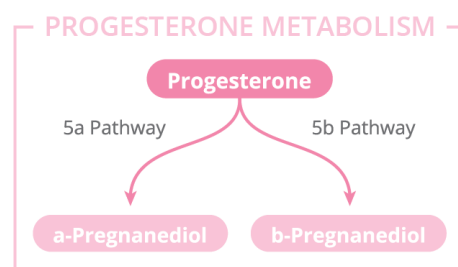 PROGESTERONE METABOLISM
Progesterone
5a Pathway
5b Pathway
a-Pregnanediol
b-Pregnanediol